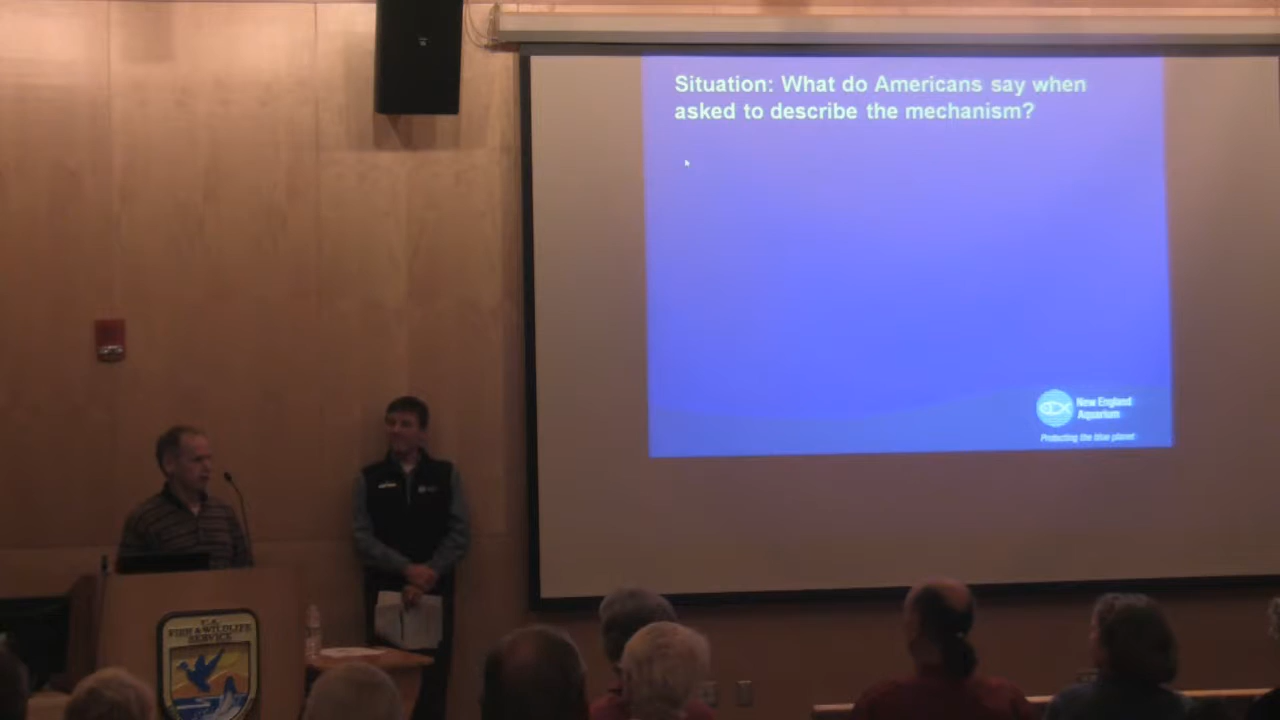 Situation: What do Americans say when
asked to describe the mechanism?
New England
Aquarium
Protecting the blue planet
U.S.
FISH & WILDLIFE
SERVICE